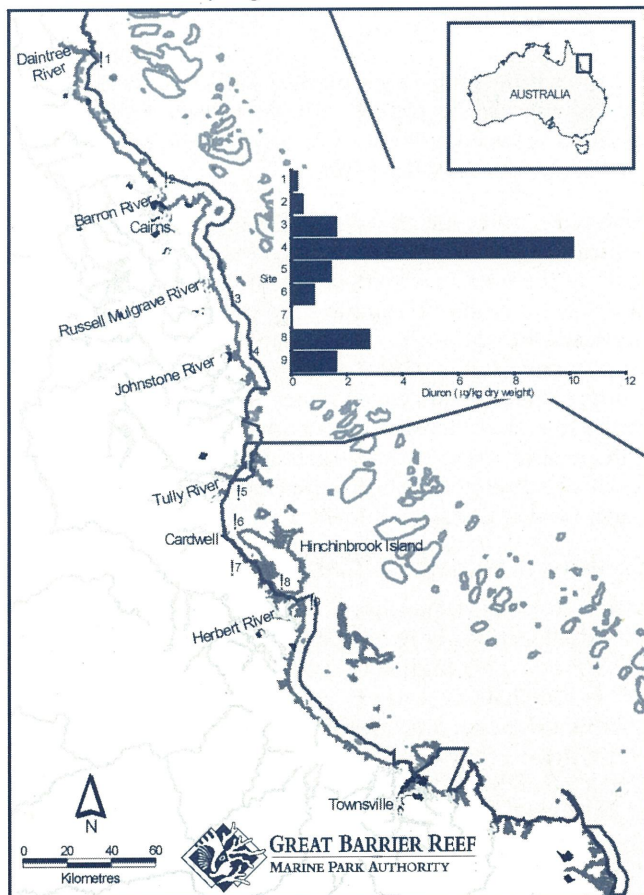 Daintree
River
1
AUSTRALIA
2
Barron River
Cairns
Russell Mulgrave River
3
4
Johnstone River
Site
1
2
3
4
5
6
7
8
9
0
2
4
6
8
10
12
Diuron (µg/kg dry weight)
Tully River
5
6
Cardwell
Hinchinbrook Island
7
8
9
Herbert River
Townsville
N
0
20
40
60
Kilometres
GREAT BARRIER REEF
MARINE PARK AUTHORITY